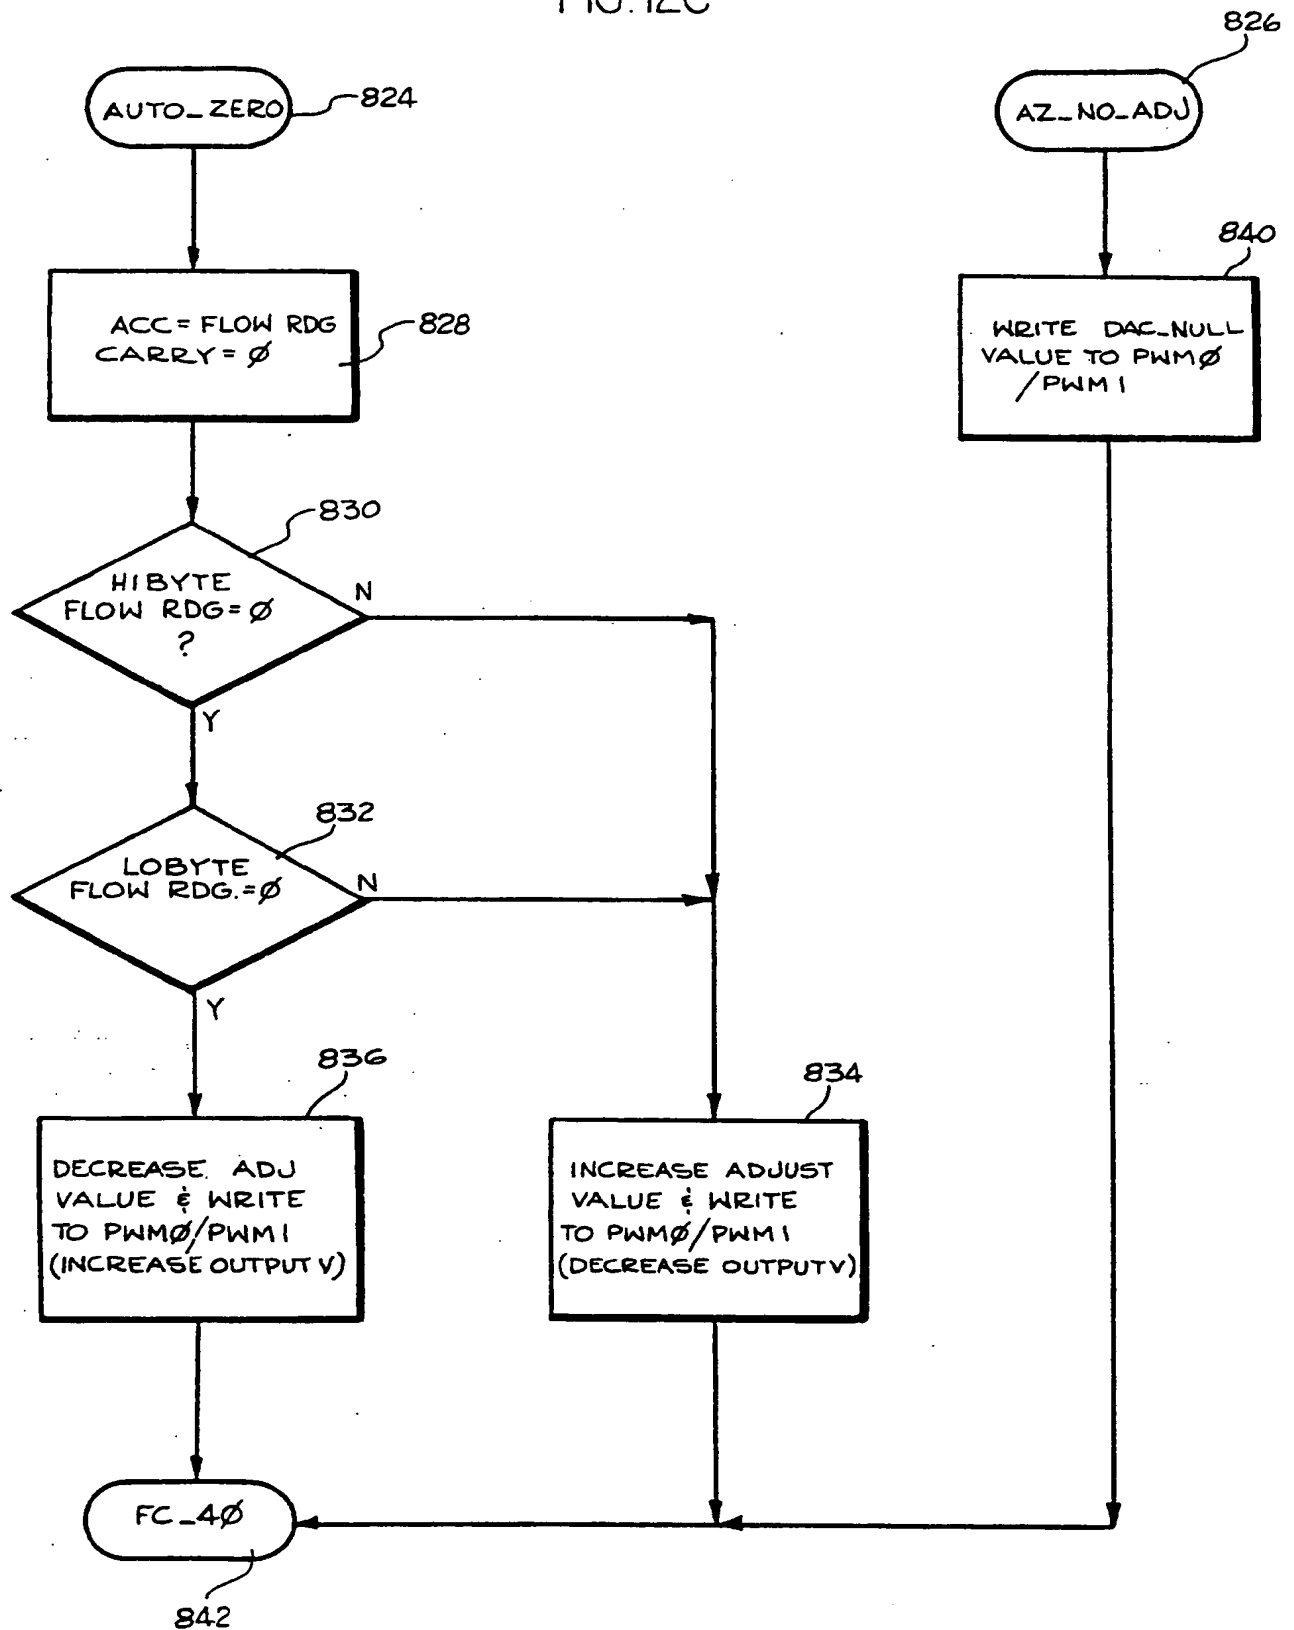 FIG. 12C
AUTO_ZERO
824
826
AZ_NO_ADJ
ACC = FLOW RDG
CARRY = Ø
828
840
WRITE DAC_NULL
VALUE TO PWMØ
/PWM1
830
HIBYTE
FLOW RDG = Ø
?
N
Y
832
LOBYTE
FLOW RDG. = Ø
N
Y
836
DECREASE ADJ
VALUE & WRITE
TO PWMØ/PWM1
(INCREASE OUTPUT V)
834
INCREASE ADJUST
VALUE & WRITE
TO PWMØ/PWM1
(DECREASE OUTPUT V)
FC_4Ø
842